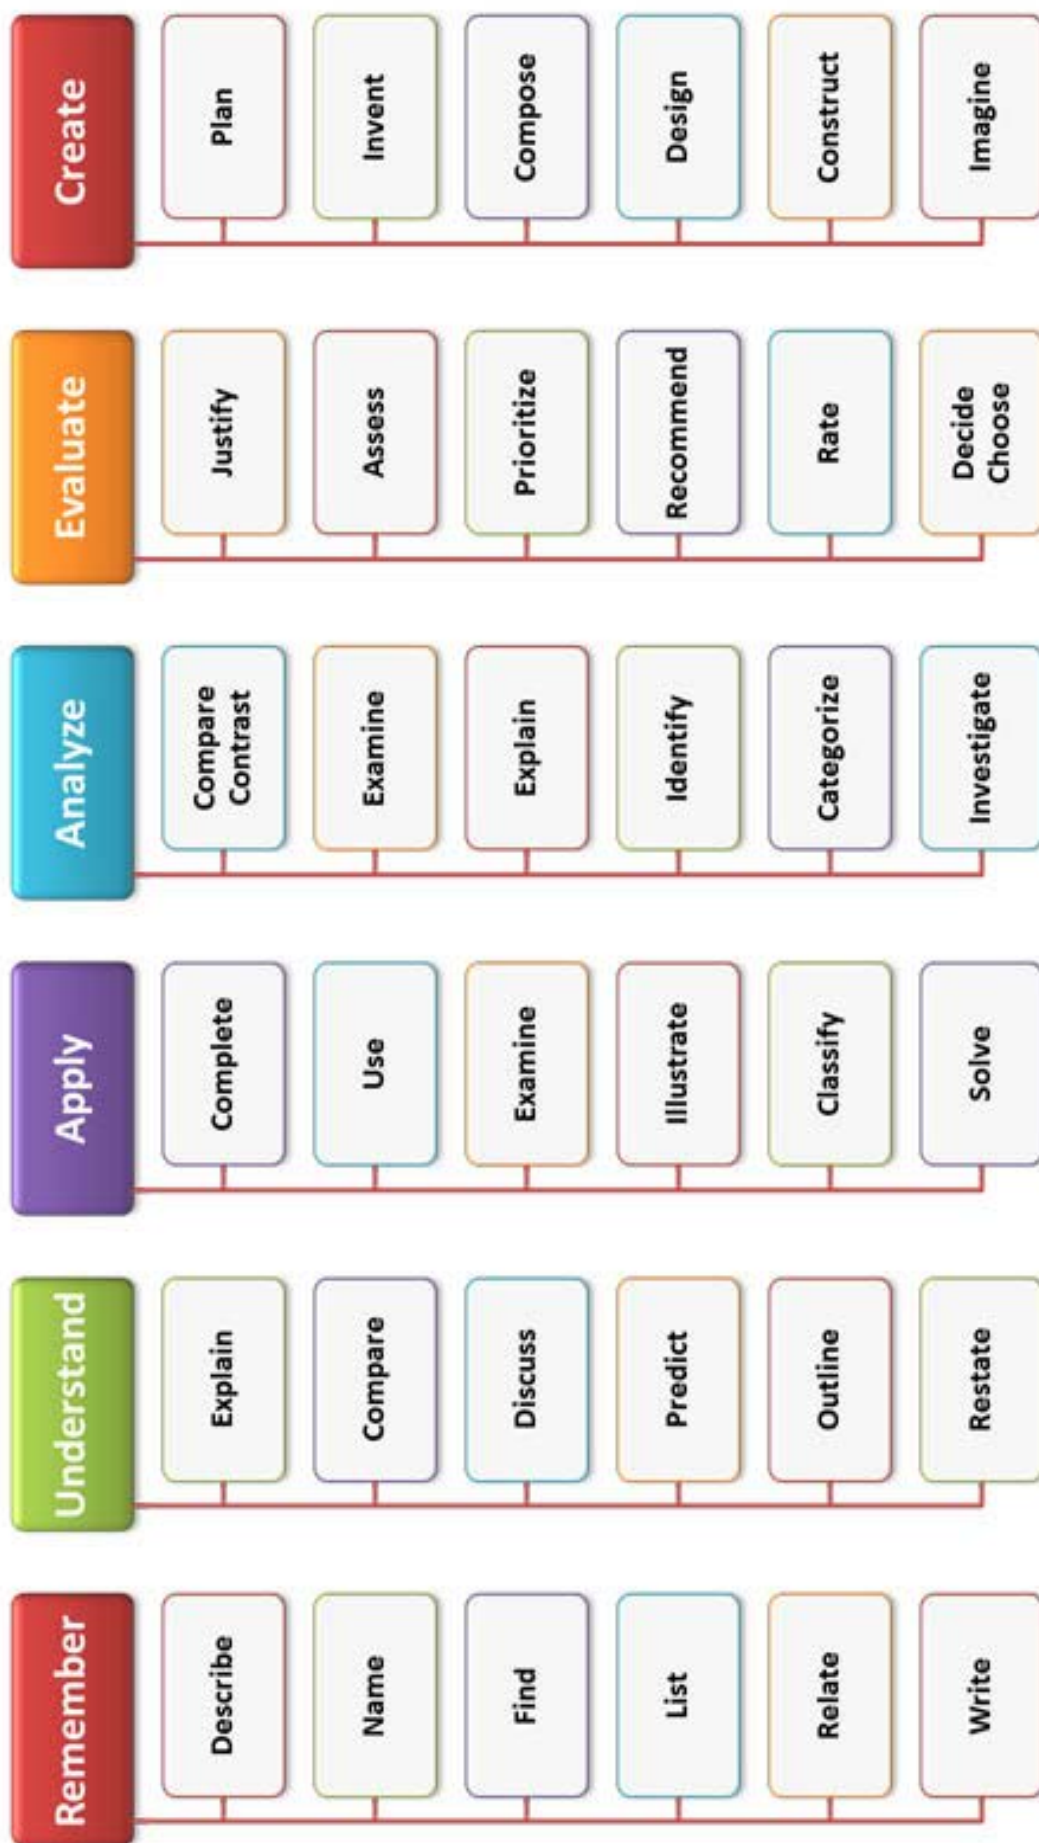 Remember
Describe
Name
Find
List
Relate
Write
Understand
Explain
Compare
Discuss
Predict
Outline
Restate
Apply
Complete
Use
Examine
Illustrate
Classify
Solve
Analyze
Compare
Contrast
Examine
Explain
Identify
Categorize
Investigate
Evaluate
Justify
Assess
Prioritize
Recommend
Rate
Decide
Choose
Create
Plan
Invent
Compose
Design
Construct
Imagine